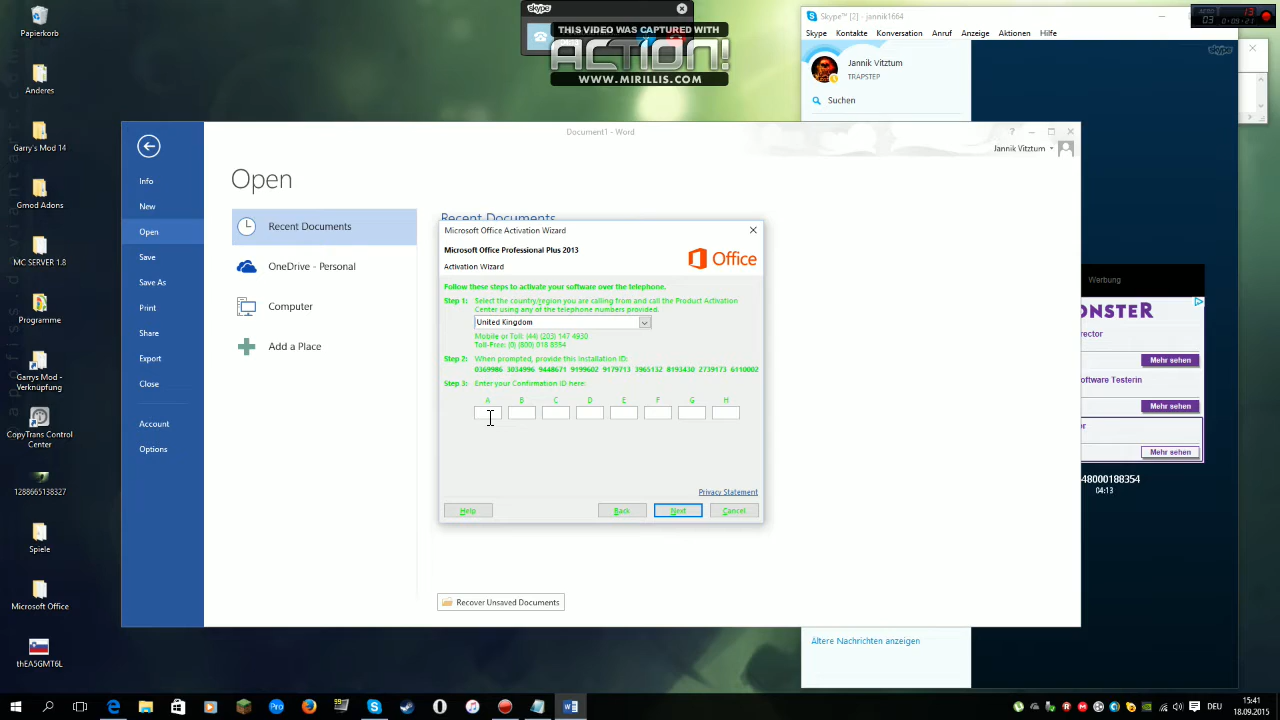 Skype
THIS VIDEO WAS CAPTURED WITH
ACTION!
WWW.MIRILLIS.COM
Skype™ [2] - jannik1664
Skype Kontakte Konversation Anruf Anzeige Aktionen Hilfe
Jannik Vitztum
TRAPSTEP
Suchen
Papierkorb
Anderes
Garry's Mod 14
Gmod Adons
MC SERVER 1.8
Programme
Garys Mod -
Verknüpfung
CopyTrans Control
Center
1288665138327
Spiele
Microsoft Office
thEA5GMT6L
Document1 - Word
Jannik Vitztum
Info
New
Open
Save
Save As
Print
Share
Export
Close
Account
Options
Open
Recent Documents
OneDrive - Personal
Computer
Add a Place
Recent Documents
Microsoft Office Activation Wizard
Microsoft Office Professional Plus 2013
Activation Wizard
Office
Follow these steps to activate your software over the telephone.
Step 1: Select the country/region you are calling from and call the Product Activation
Center using any of the telephone numbers provided.
United Kingdom
Mobile or Toll: (44) (203) 147 4930
Toll-Free: (0) (800) 018 8354
Step 2: When prompted, provide this Installation ID:
0369986 3034996 9448671 9199602 9179713 3965132 8193430 2739173 6110002
Step 3: Enter your Confirmation ID here:
A B C D E F G H
Privacy Statement
Help Back Next Cancel
Recover Unsaved Documents
Werbung
Mehr sehen
Mehr sehen
Mehr sehen
48000188354
04:13
Ältere Nachrichten anzeigen
DEU
15:41
18.09.2015